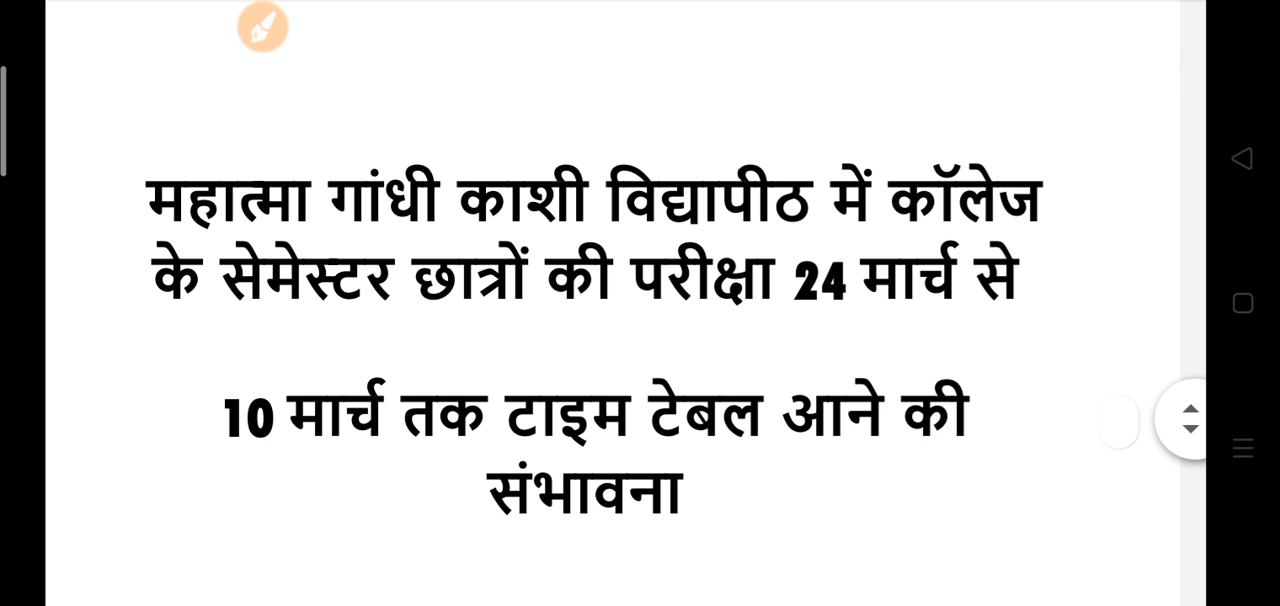 महात्मा गांधी काशी विद्यापीठ में कॉलेज
के सेमेस्टर छात्रों की परीक्षा 24 मार्च से
10 मार्च तक टाइम टेबल आने की
संभावना